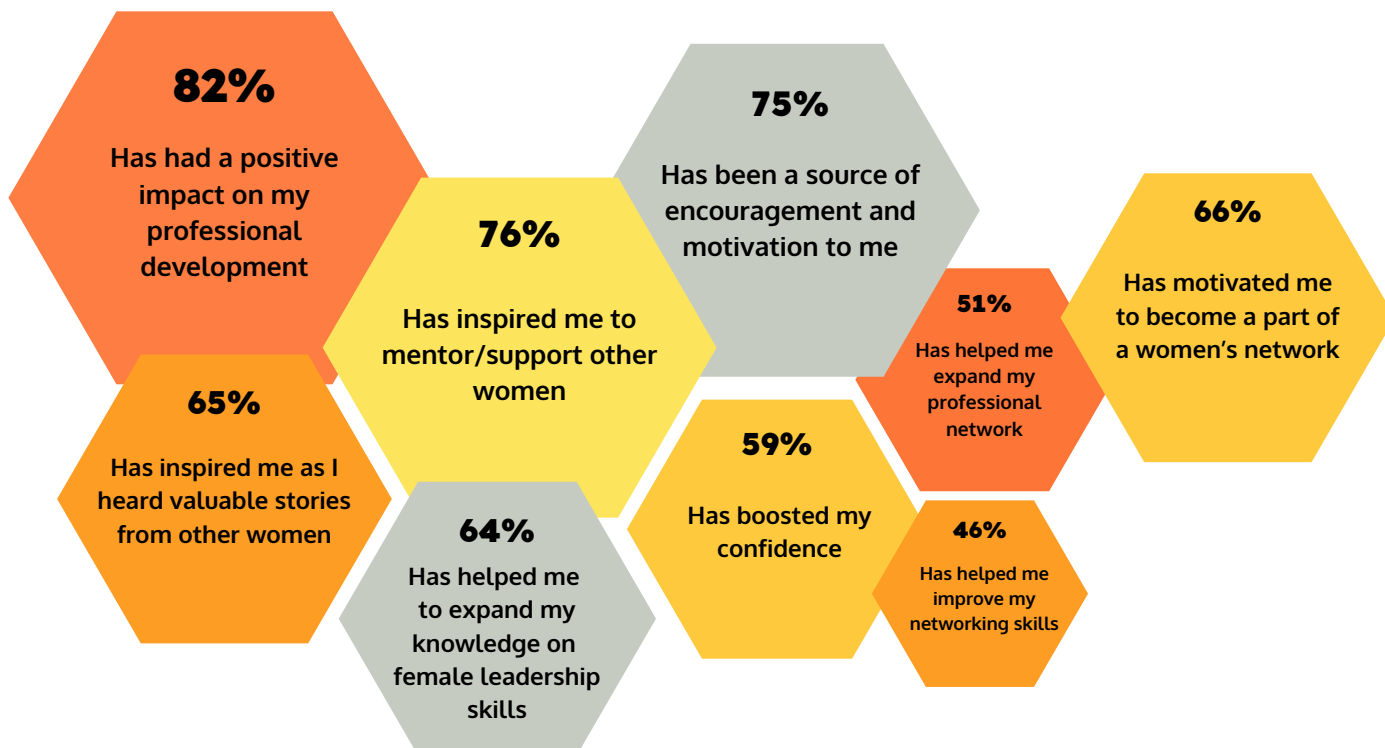 82%
Has had a positive
impact on my
professional
development
76%
Has inspired me to
mentor/support other
women
75%
Has been a source of
encouragement and
motivation to me
66%
Has motivated me
to become a part of
a women’s network
51%
Has helped me
expand my
professional
network
65%
Has inspired me as I
heard valuable stories
from other women
64%
Has helped me
to expand my
knowledge on
female leadership
skills
59%
Has boosted my
confidence
46%
Has helped me
improve my
networking skills